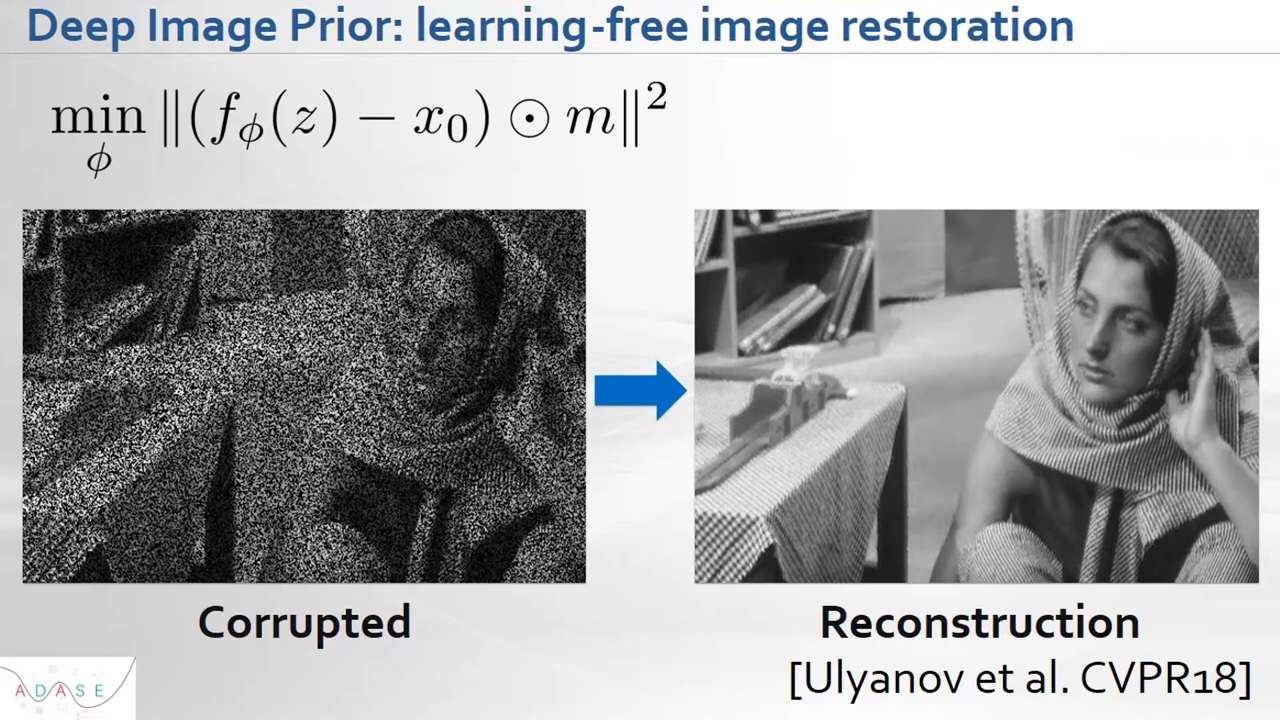 Deep Image Prior: learning-free image restoration
min_ϕ ‖(f_ϕ(z) − x_0) ⊙ m‖^2
Corrupted
Reconstruction
[Ulyanov et al. CVPR18]
ADASE